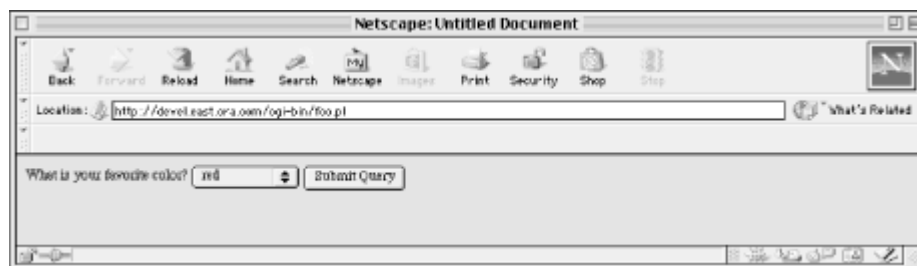 Netscape: Untitled Document
Back Forward Reload Home Search Netscape Images Print Security Shop Stop
My
N
Location: http://devel.east.ora.com/cgi-bin/foo.pl What's Related
What is your favorite color? red Submit Query